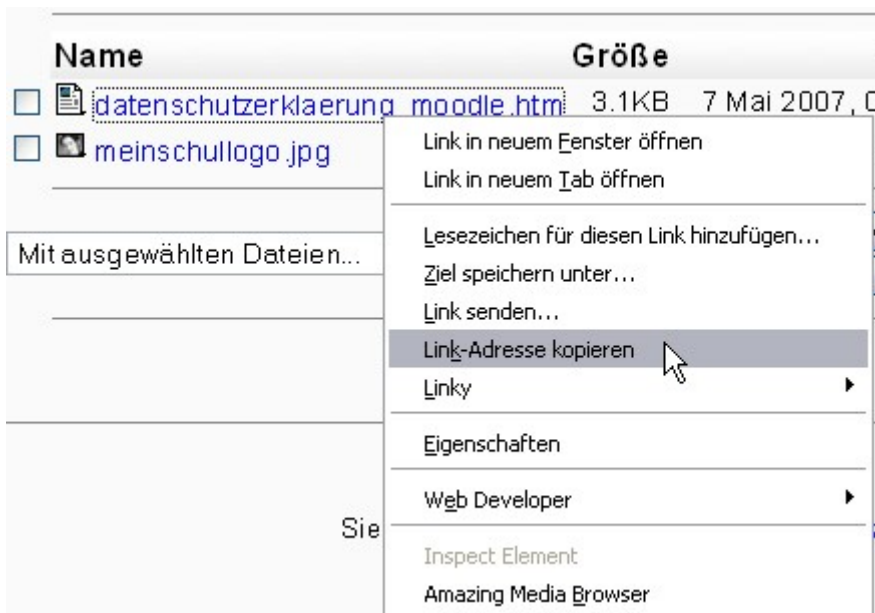 Name Größe
datenschutzerklaerung_moodle.htm 3.1KB 7 Mai 2007,
meinschullogo.jpg
Mit ausgewählten Dateien...
Link in neuem Fenster öffnen
Link in neuem Tab öffnen
Lesezeichen für diesen Link hinzufügen...
Ziel speichern unter...
Link senden...
Link-Adresse kopieren
Linky
Eigenschaften
Web Developer
Sie
Inspect Element
Amazing Media Browser